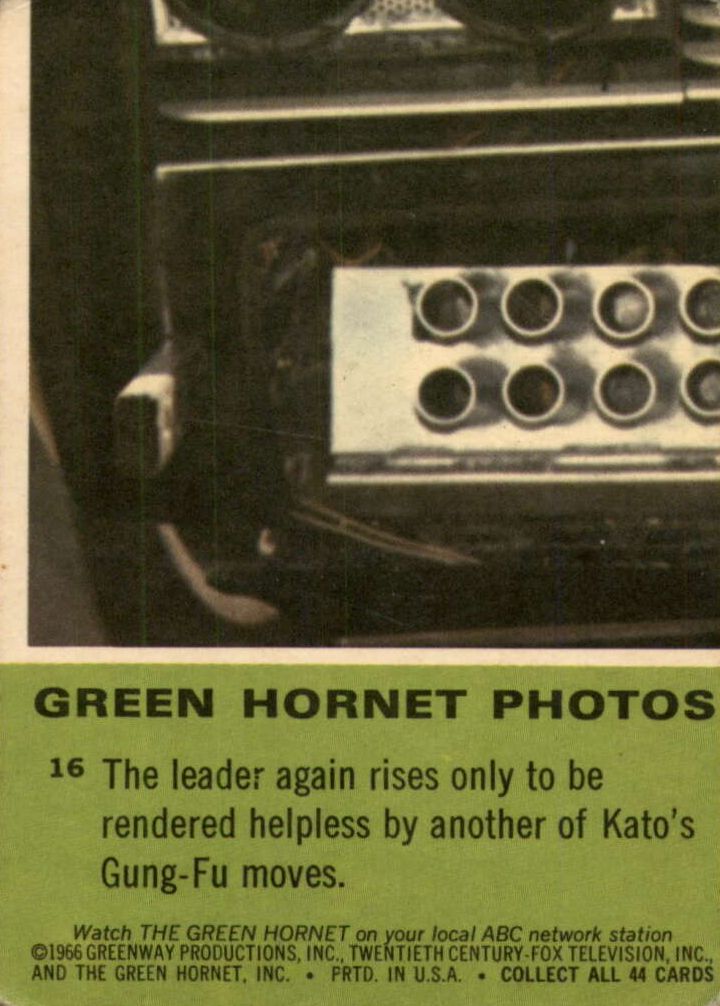 GREEN HORNET PHOTOS
16 The leader again rises only to be
rendered helpless by another of Kato's
Gung-Fu moves.
Watch THE GREEN HORNET on your local ABC network station
©1966 GREENWAY PRODUCTIONS, INC., TWENTIETH CENTURY-FOX TELEVISION, INC.,
AND THE GREEN HORNET, INC. • PRTD. IN U.S.A. • COLLECT ALL 44 CARDS